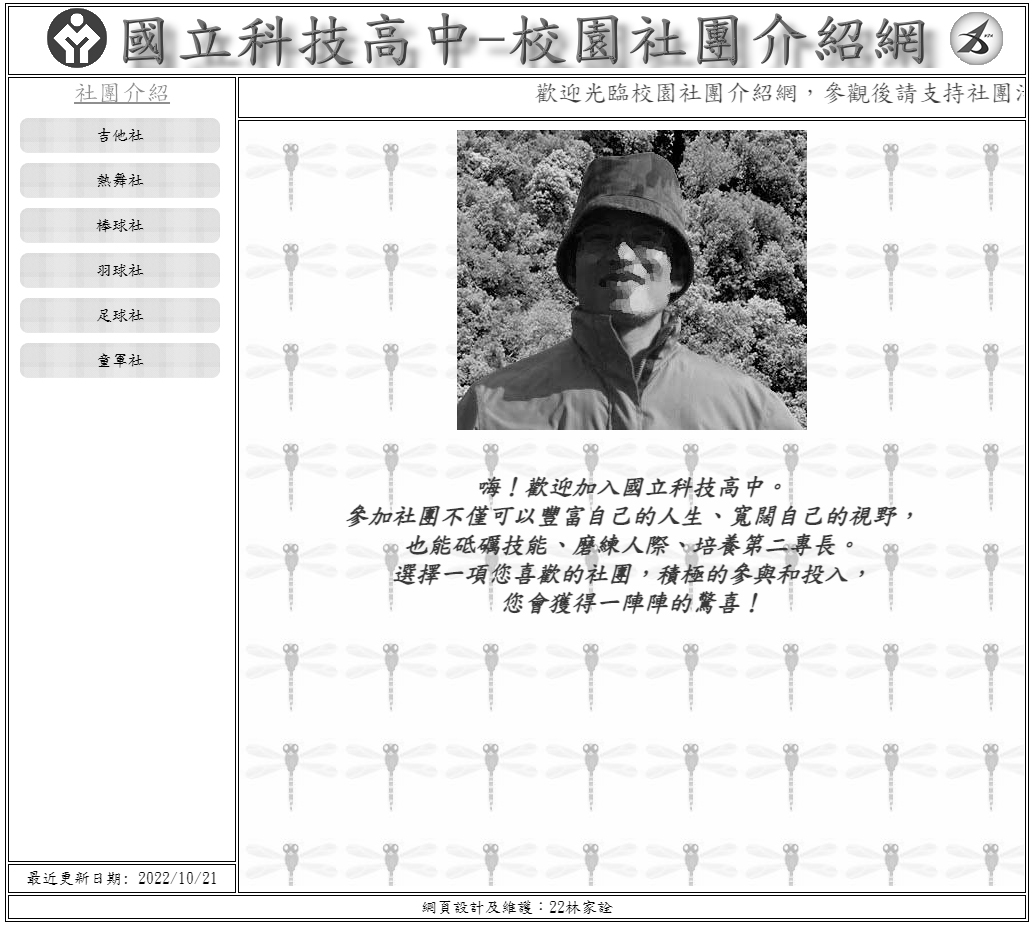 國立科技高中-校園社團介紹網
社團介紹
吉他社
熱舞社
棒球社
羽球社
足球社
童軍社
最近更新日期: 2022/10/21
歡迎光臨校園社團介紹網，參觀後請支持社團
嗨！歡迎加入國立科技高中。
參加社團不僅可以豐富自己的人生、寬闊自己的視野，
也能砥礪技能、磨練人際、培養第二專長。
選擇一項您喜歡的社團，積極的參與和投入，
您會獲得一陣陣的驚喜！
網頁設計及維護：22林家詮